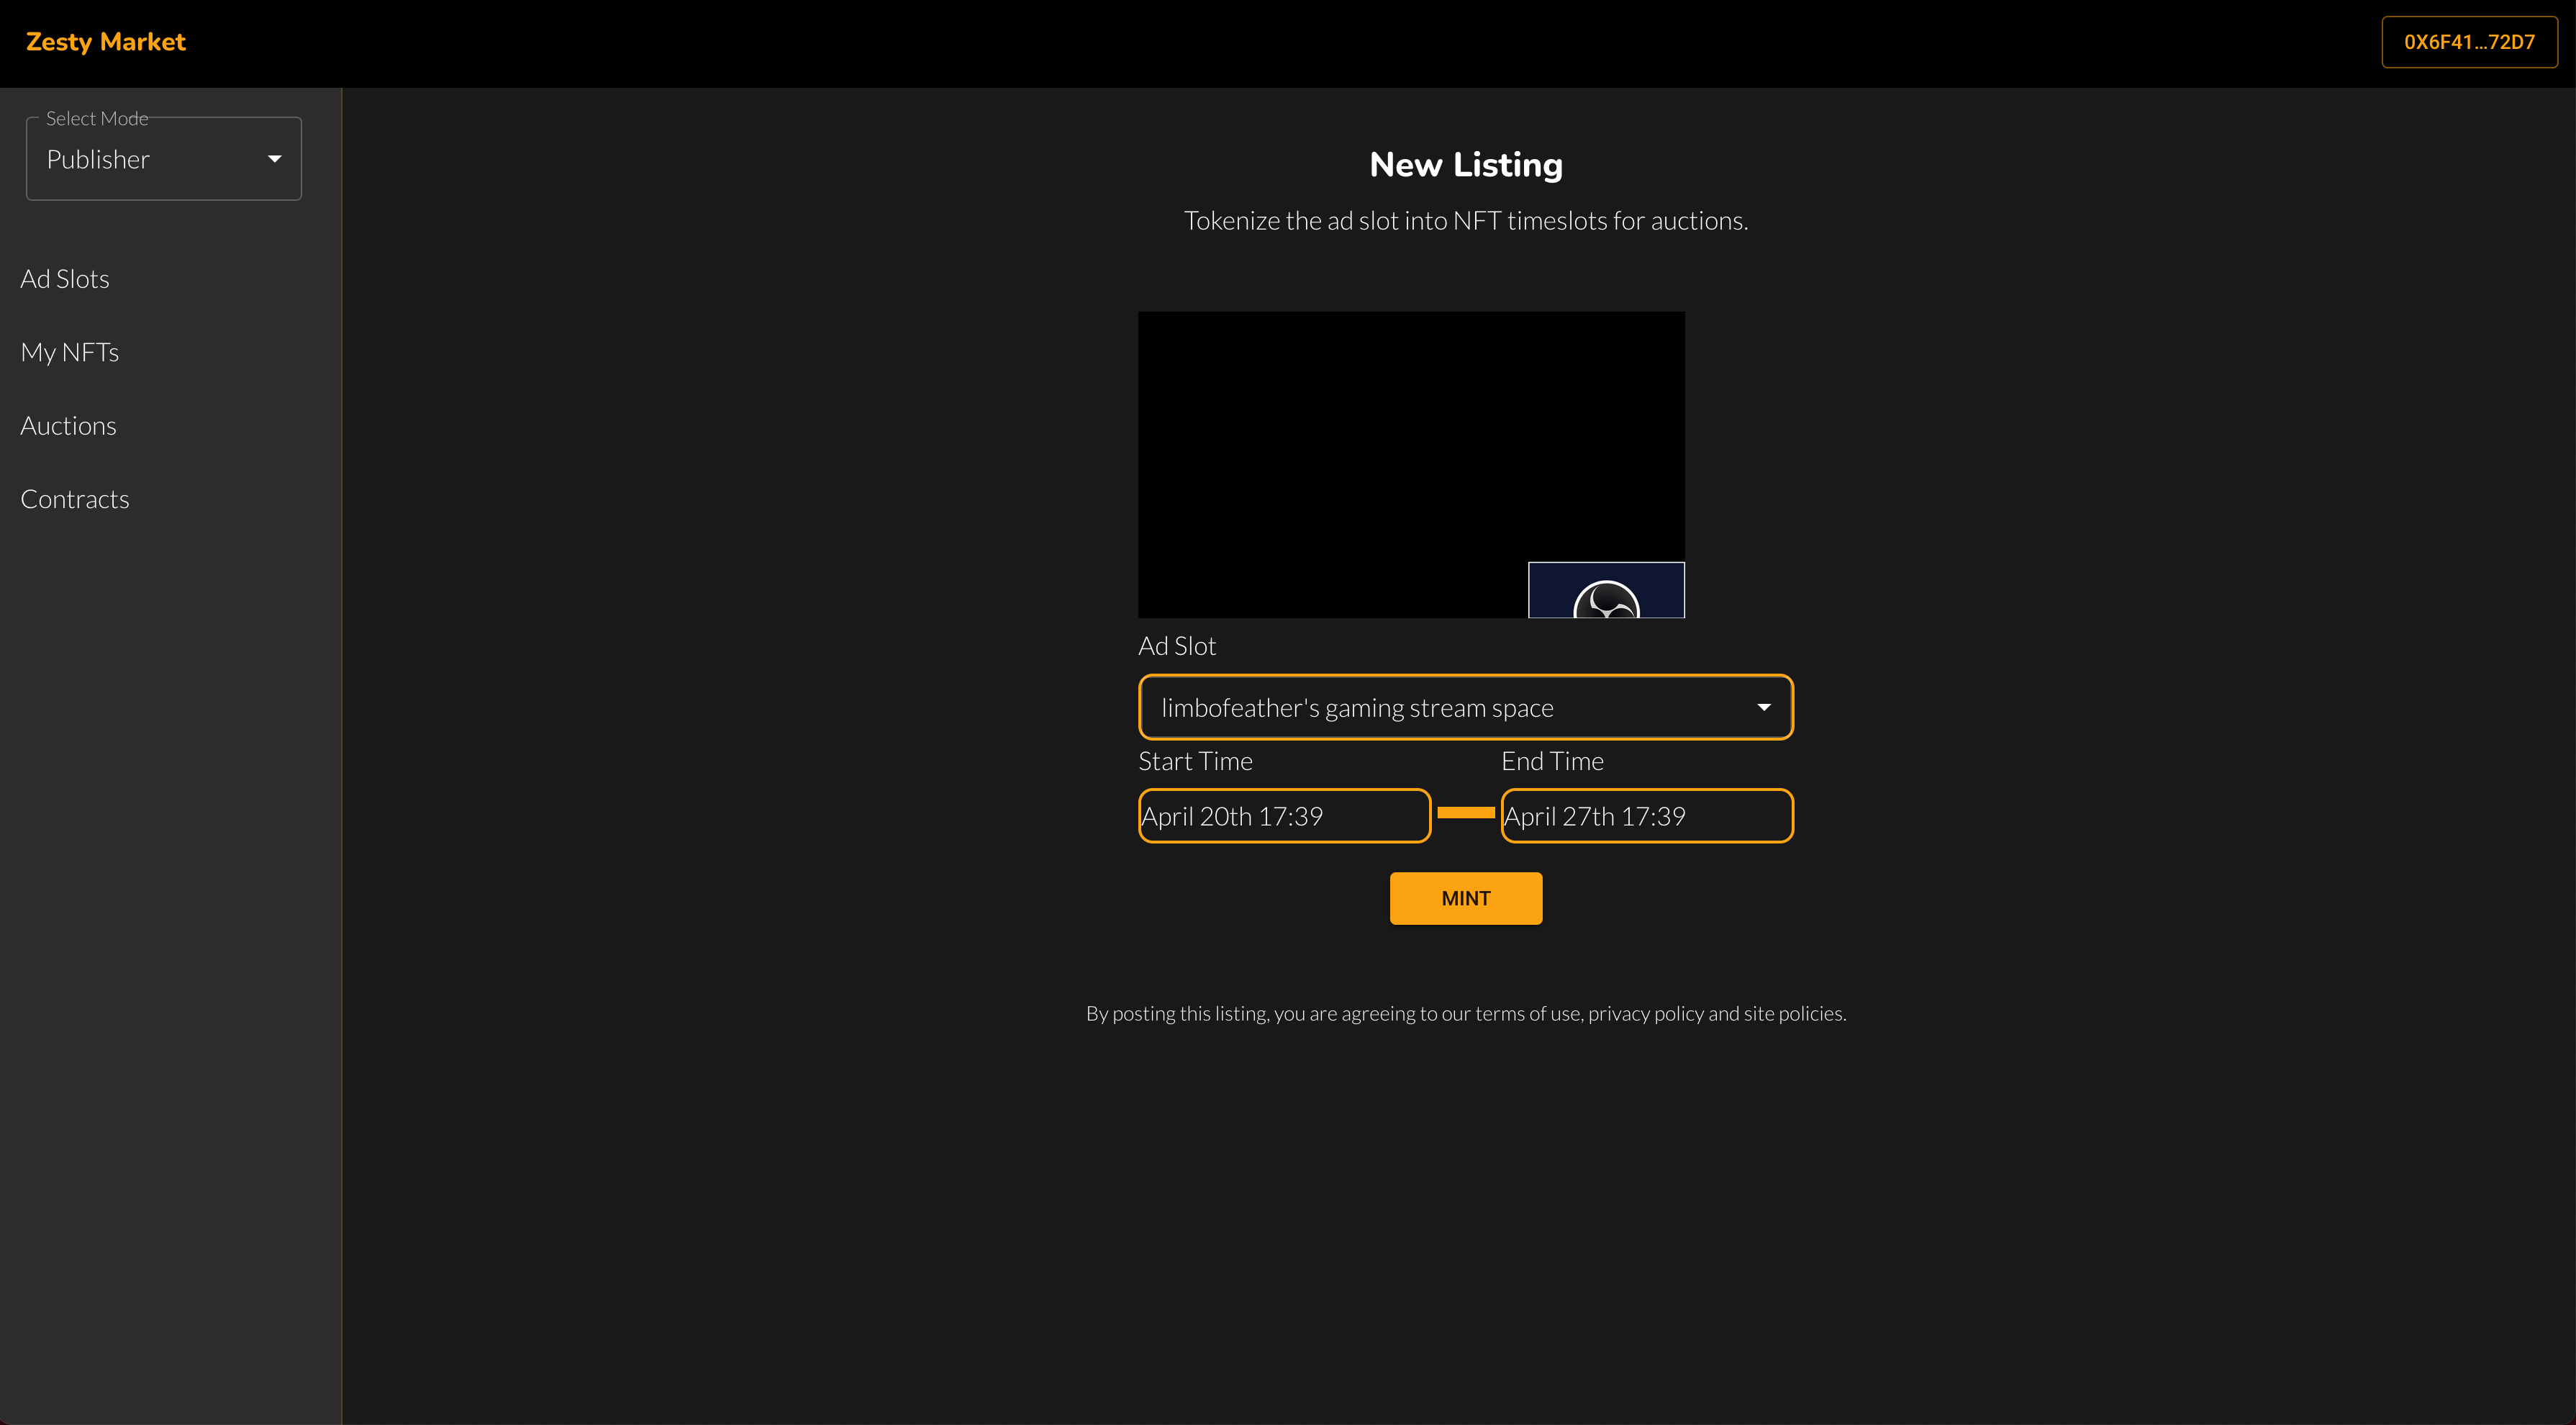 Zesty Market
0X6F41...72D7
Select Mode
Publisher
Ad Slots
My NFTs
Auctions
Contracts
New Listing
Tokenize the ad slot into NFT timeslots for auctions.
Ad Slot
limbofeather's gaming stream space
Start Time
End Time
April 20th 17:39
April 27th 17:39
MINT
By posting this listing, you are agreeing to our terms of use, privacy policy and site policies.